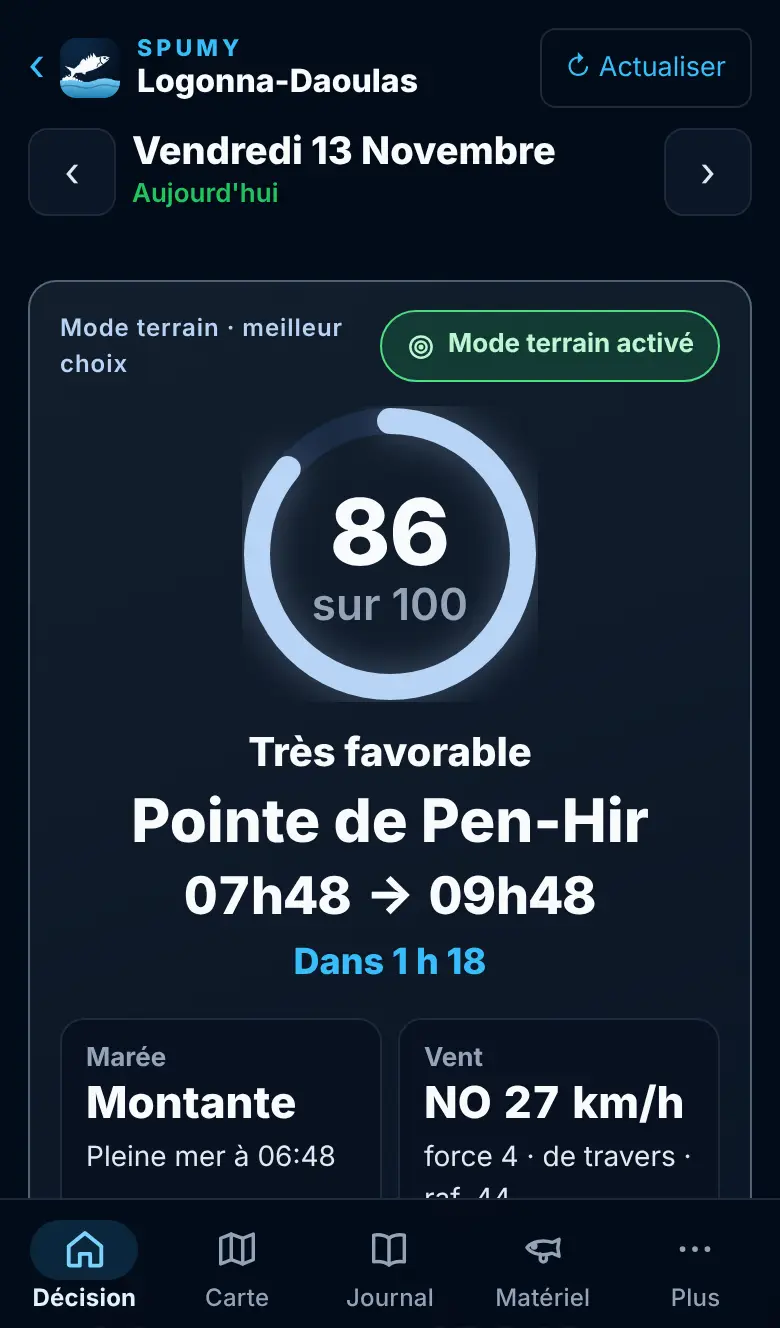 SPUMY
Logonna-Daoulas
Actualiser
Vendredi 13 Novembre
Aujourd'hui
Mode terrain · meilleur
choix
Mode terrain activé
86
sur 100
Très favorable
Pointe de Pen-Hir
07h48 → 09h48
Dans 1 h 18
Marée
Montante
Pleine mer à 06:48
Vent
NO 27 km/h
force 4 · de travers ·
raf. 44
Décision
Carte
Journal
Matériel
Plus